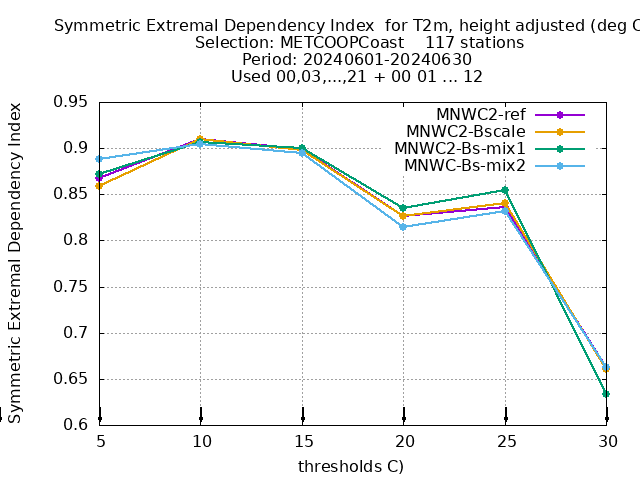 Symmetric Extremal Dependency Index  for T2m, height adjusted (deg C
Selection: METCOOPCoast    117 stations
Period: 20240601-20240630
Used 00,03,...,21 + 00 01 ... 12
Symmetric Extremal Dependency Index
0.95
0.9
0.85
0.8
0.75
0.7
0.65
0.6
MNWC2-ref
MNWC2-Bscale
MNWC2-Bs-mix1
MNWC-Bs-mix2
5 10 15 20 25 30
thresholds C)